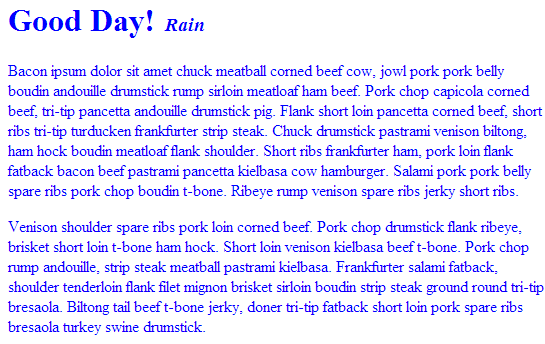 Good Day! Rain
Bacon ipsum dolor sit amet chuck meatball corned beef cow, jowl pork pork belly
boudin andouille drumstick rump sirloin meatloaf ham beef. Pork chop capicola corned
beef, tri-tip pancetta andouille drumstick pig. Flank short loin pancetta corned beef, short
ribs tri-tip turducken frankfurter strip steak. Chuck drumstick pastrami venison biltong,
ham hock boudin meatloaf flank shoulder. Short ribs frankfurter ham, pork loin flank
fatback bacon beef pastrami pancetta kielbasa cow hamburger. Salami pork pork belly
spare ribs pork chop boudin t-bone. Ribeye rump venison spare ribs jerky short ribs.
Venison shoulder spare ribs pork loin corned beef. Pork chop drumstick flank ribeye,
brisket short loin t-bone ham hock. Short loin venison kielbasa beef t-bone. Pork chop
rump andouille, strip steak meatball pastrami kielbasa. Frankfurter salami fatback,
shoulder tenderloin flank filet mignon brisket sirloin boudin strip steak ground round tri-tip
bresaola. Biltong tail beef t-bone jerky, doner tri-tip fatback short loin pork spare ribs
bresaola turkey swine drumstick.